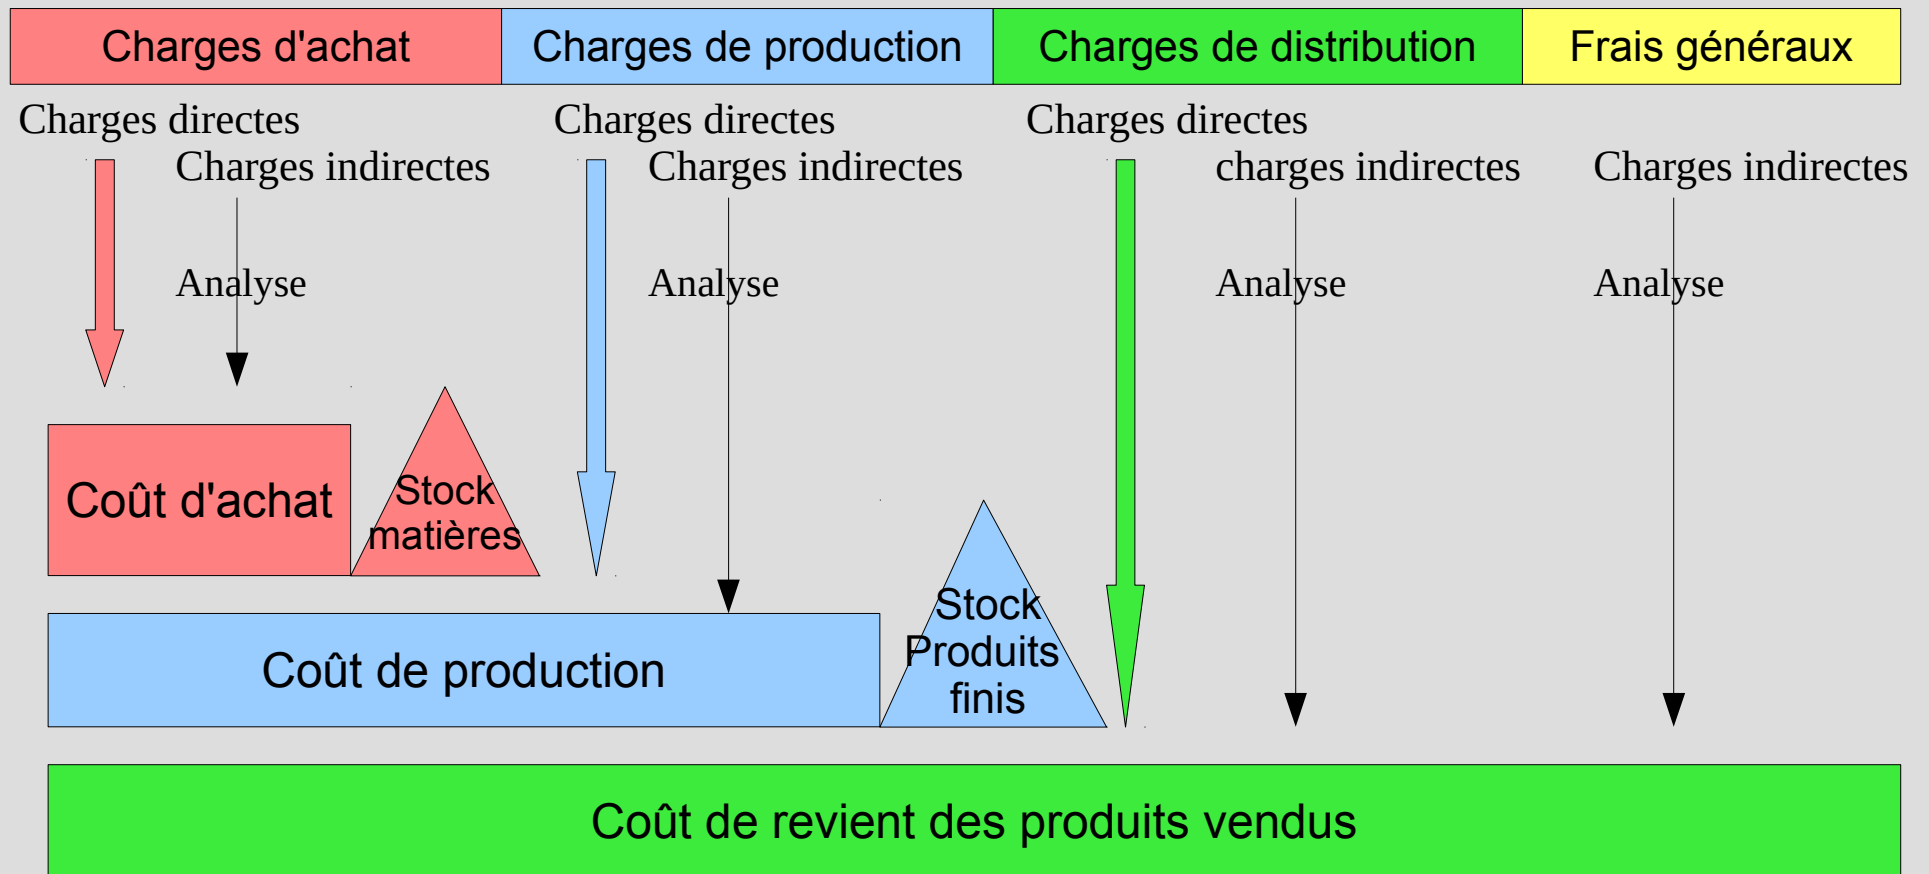 Charges d'achat
Charges de production
Charges de distribution
Frais généraux
Charges directes
Charges directes
Charges directes
Charges indirectes
Charges indirectes
charges indirectes
Charges indirectes
Analyse
Analyse
Analyse
Analyse
Coût d'achat
Stock
matières
Coût de production
Stock
Produits
finis
Coût de revient des produits vendus